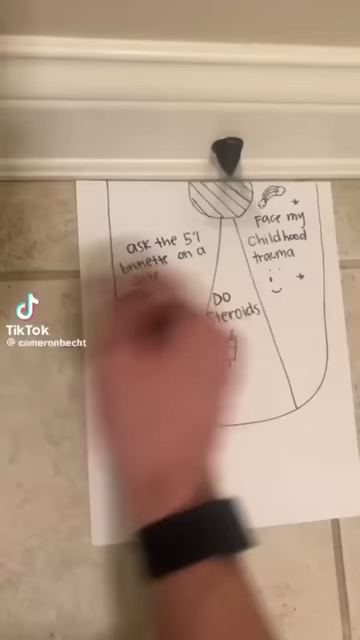 ask the 5'1
brunette on a
Do
steroids
Face my
childhood
trauma
TikTok
@ cameronbecht